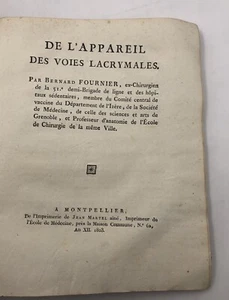 DE L'APPAREIL
DES VOIES LACRYMALES.
PAR BERNARD FOURNIER, ex-Chirurgien
de la 51.e demi-Brigade de ligne et des hôpi-
taux sédentaires, membre du Comité central de
vaccine du Département de l'Isère, de la Société
de Médecine, de celle des sciences et arts de
Grenoble, et Professeur d'anatomie de l'École
de Chirurgie de la même Ville.
A MONTPELLIER,
De l'Imprimerie de JEAN MARTEL aîné, Imprimeur de
l'École de Médecine, près la Maison Commune, N.o 62,
An XII. 1803.